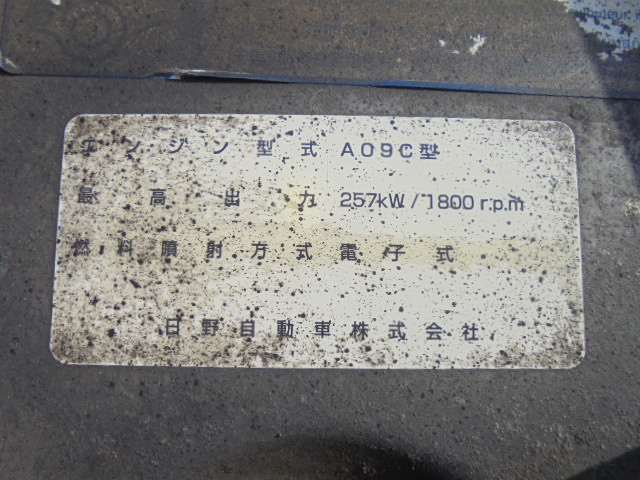 エンジン型式 A09C型
最高出力 257kW/1800r.p.m
燃料噴射方式 電子式
日野自動車株式会社